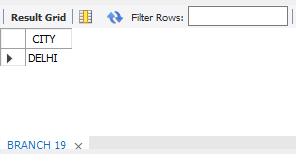 Result Grid Filter Rows:
CITY
DELHI
BRANCH 19 ×